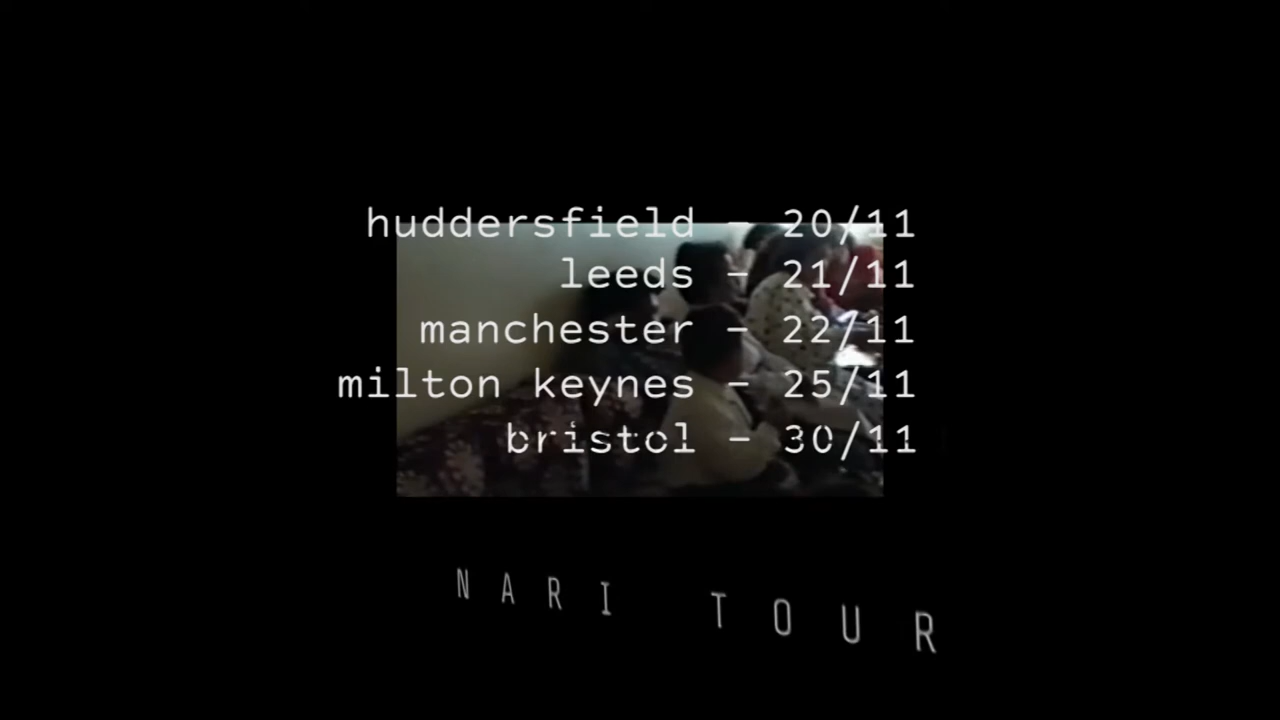 huddersfield - 20/11
leeds - 21/11
manchester - 22/11
milton keynes - 25/11
bristol - 30/11
NARI TOUR